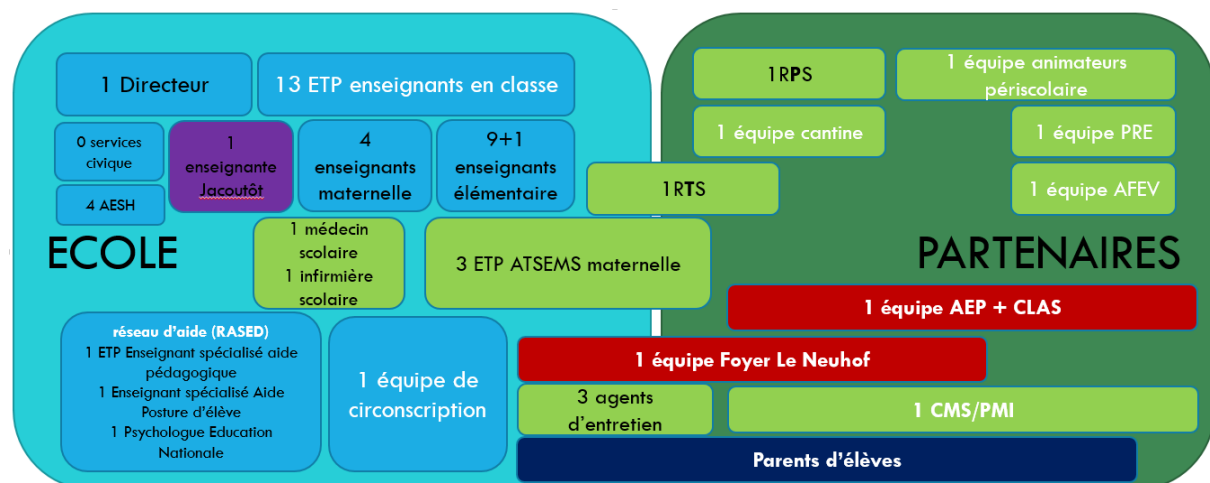 1 Directeur
13 ETP enseignants en classe
0 services
civique
4 AESH
1
enseignante
Jacoutôt
4
enseignants
maternelle
9+1
enseignants
élémentaire
1RTS
1 médecin
scolaire
1 infirmière
scolaire
3 ETP ATSEMS maternelle
ECOLE
réseau d'aide (RASED)
1 ETP Enseignant spécialisé aide
pédagogique
1 Enseignant spécialisé Aide
Posture d'élève
1 Psychologue Education
Nationale
1 équipe de
circonscription
1RPS
1 équipe animateurs
périscolaire
1 équipe cantine
1 équipe PRE
1 équipe AFEV
PARTENAIRES
1 équipe AEP + CLAS
1 équipe Foyer Le Neuhof
3 agents
d'entretien
1 CMS/PMI
Parents d'élèves